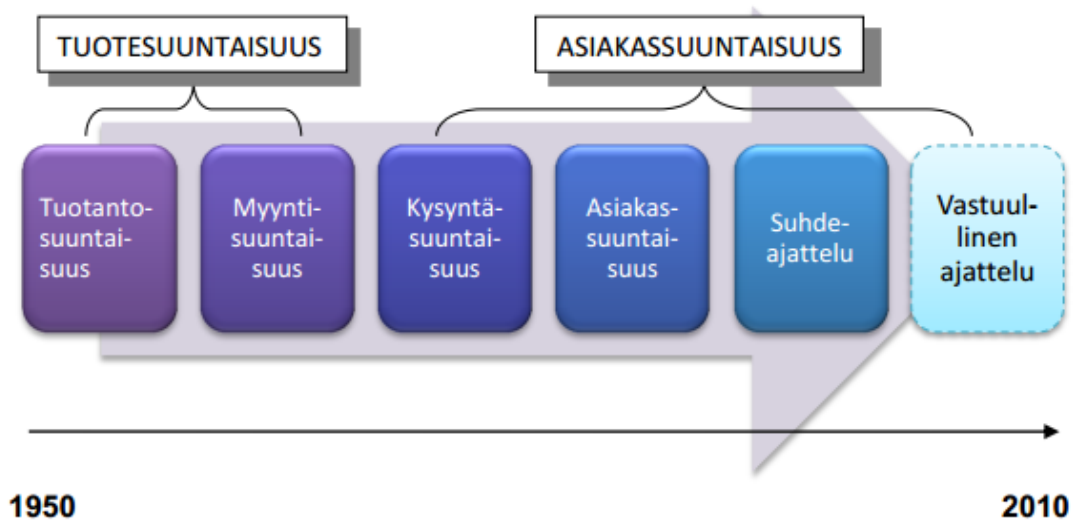 TUOTESUUNTAISUUS
ASIAKASSUUNTAISUUS
Tuotanto-
suuntai-
suus
Myynti-
suuntai-
suus
Kysyntä-
suuntai-
suus
Asiakas-
suuntai-
suus
Suhde-
ajattelu
Vastuul-
linen
ajattelu
1950
2010